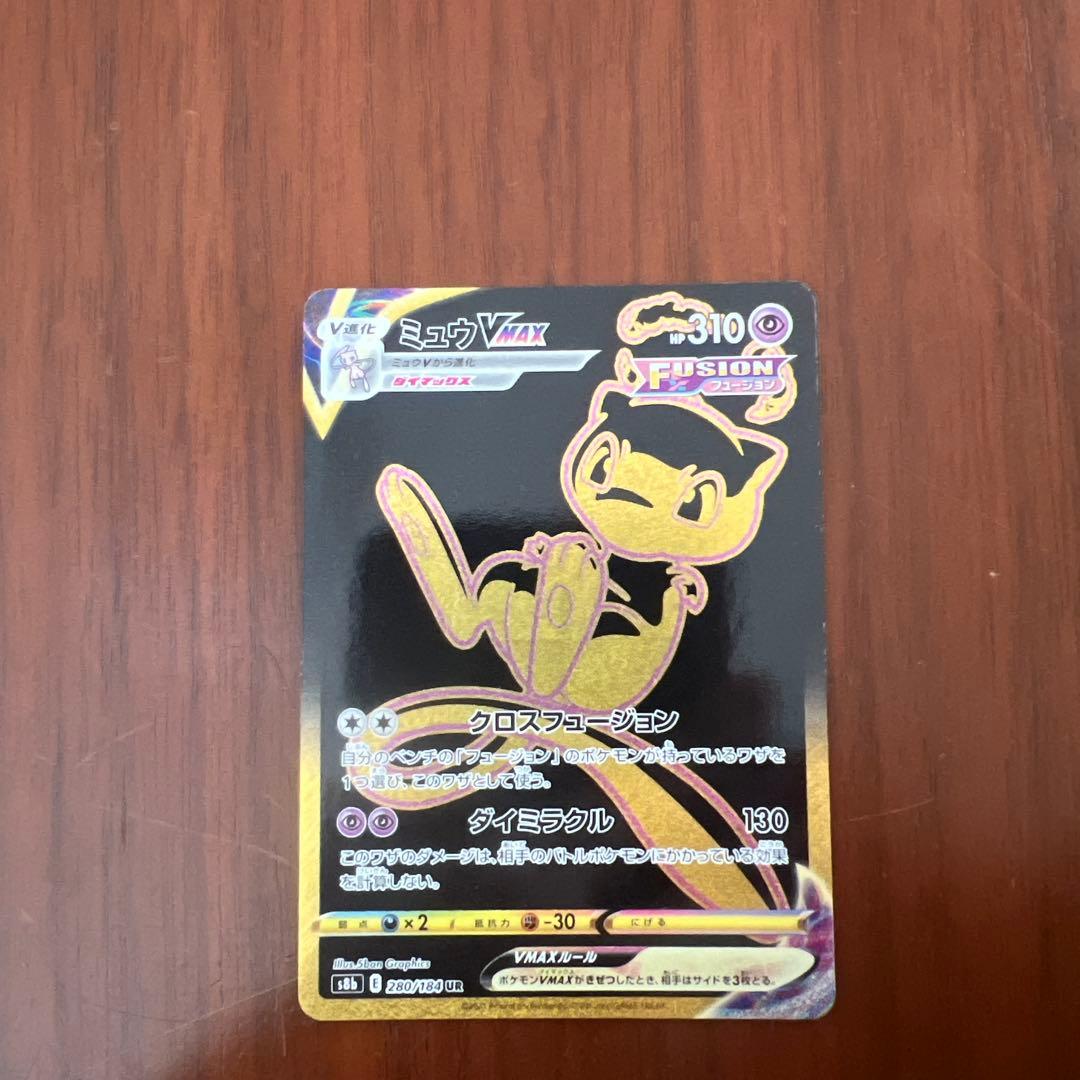 V進化 ミュウVMAX HP310
ミュウVから進化
ダイマックス
FUSION
フュージョン
クロスフュージョン
自分のベンチの「フュージョン」のポケモンが持っているワザを
1つ選び、このワザとして使う。
ダイミラクル 130
このワザのダメージは、相手のバトルポケモンにかかっている効果
を計算しない。
弱点 ×2 抵抗力 -30 にげる
VMAXルール
ポケモンVMAXがきぜつしたとき、相手はサイドを3枚とる。
Illus. 5ban Graphics
s8b E 280/184 UR